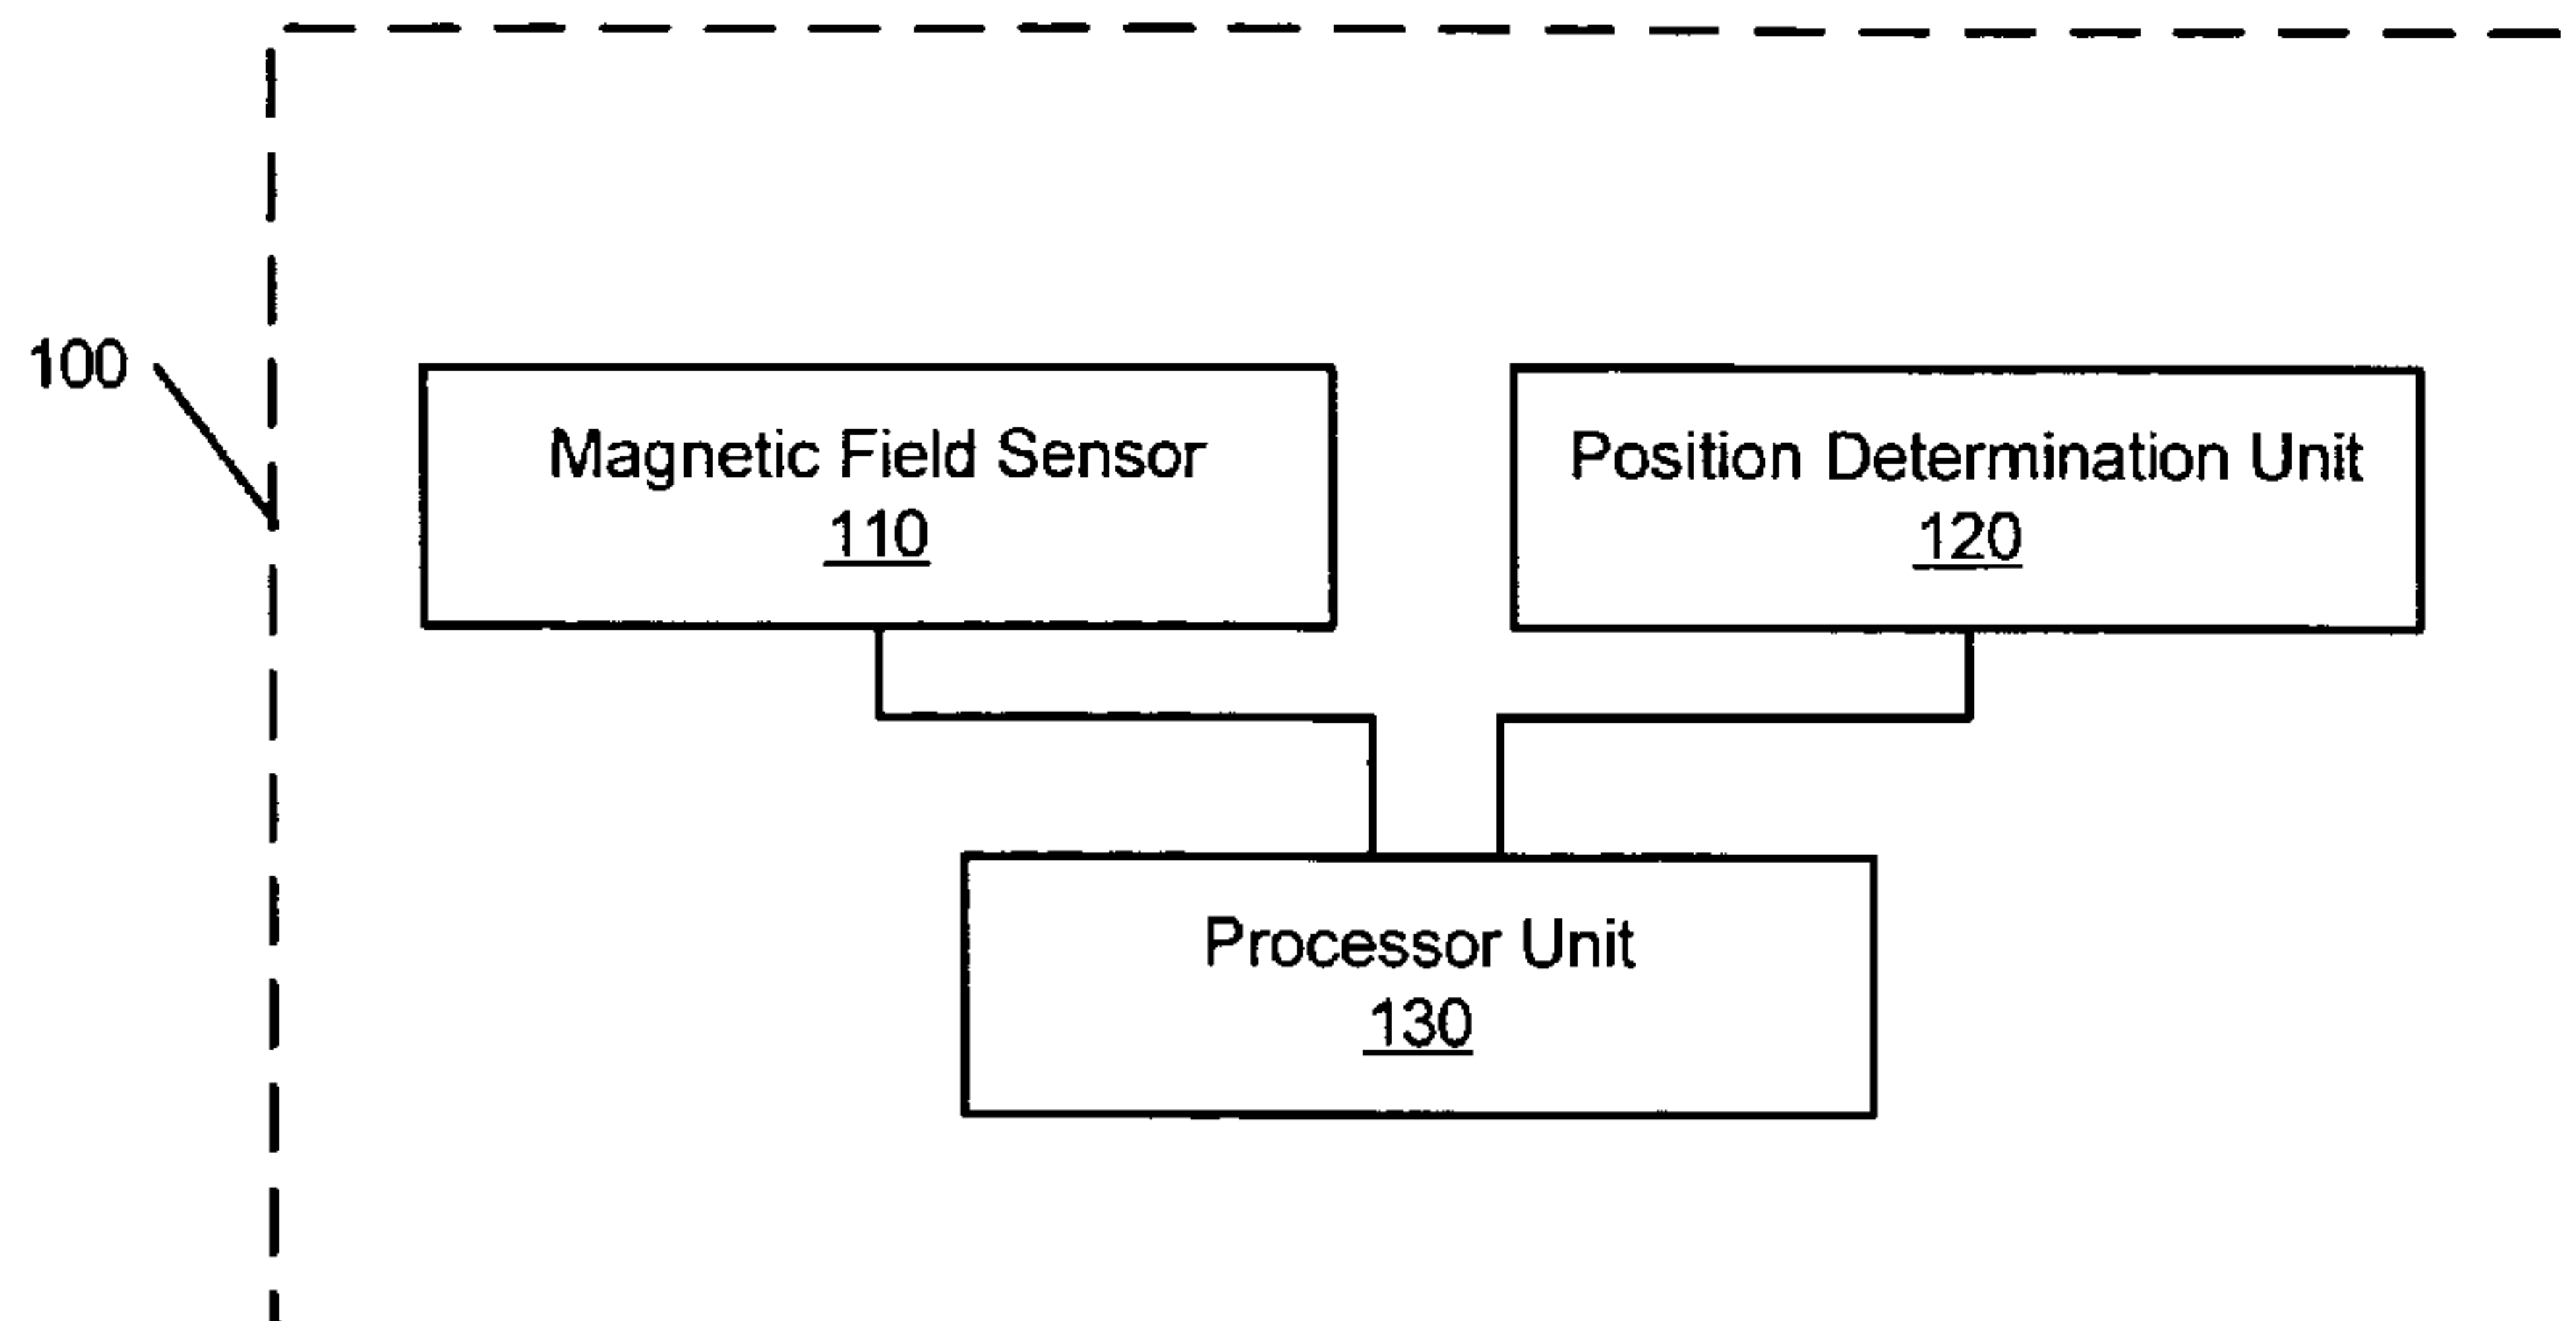 100
Magnetic Field Sensor
110
Position Determination Unit
120
Processor Unit
130